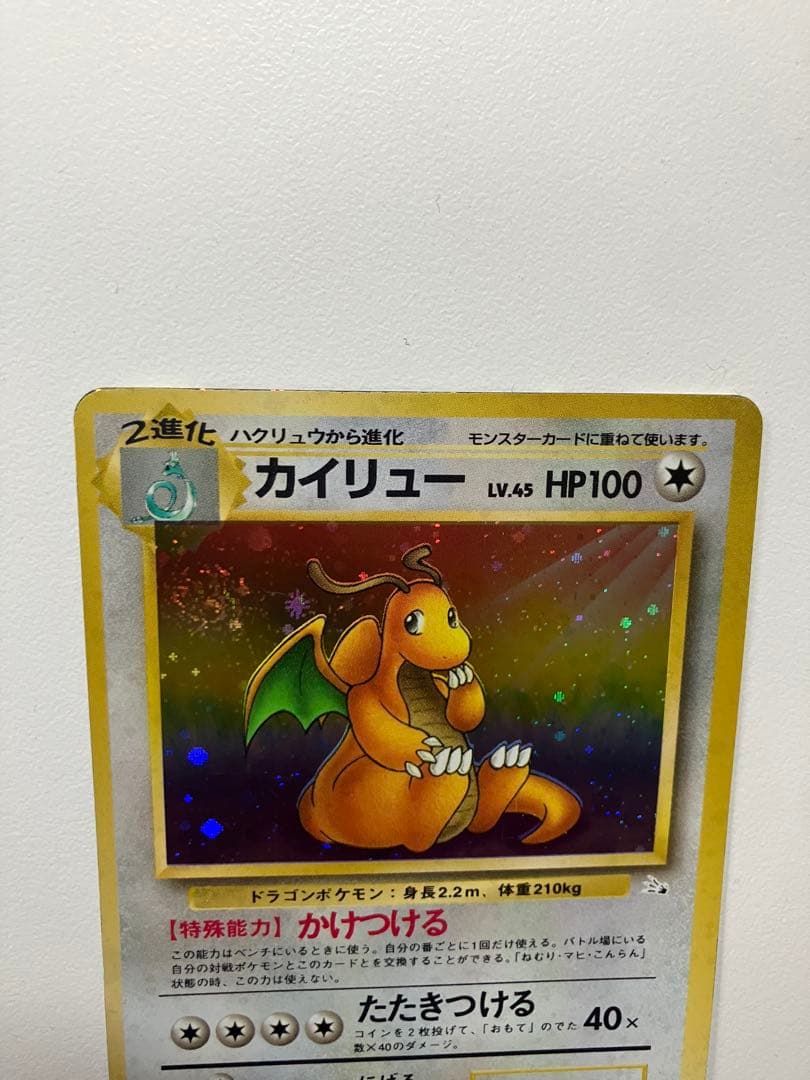 2進化 ハクリュウから進化 モンスターカードに重ねて使います。
カイリュー LV.45 HP100
ドラゴンポケモン：身長2.2m、体重210kg
【特殊能力】かけつける
この能力はベンチにいるときに使う。自分の番ごとに1回だけ使える。バトル場にいる
自分の対戦ポケモンとこのカードとを交換することができる。「ねむり・マヒ・こんらん」
状態の時、この力は使えない。
たたきつける 40×
コインを２枚投げて、「おもて」のでた
数×40のダメージ。
にげる